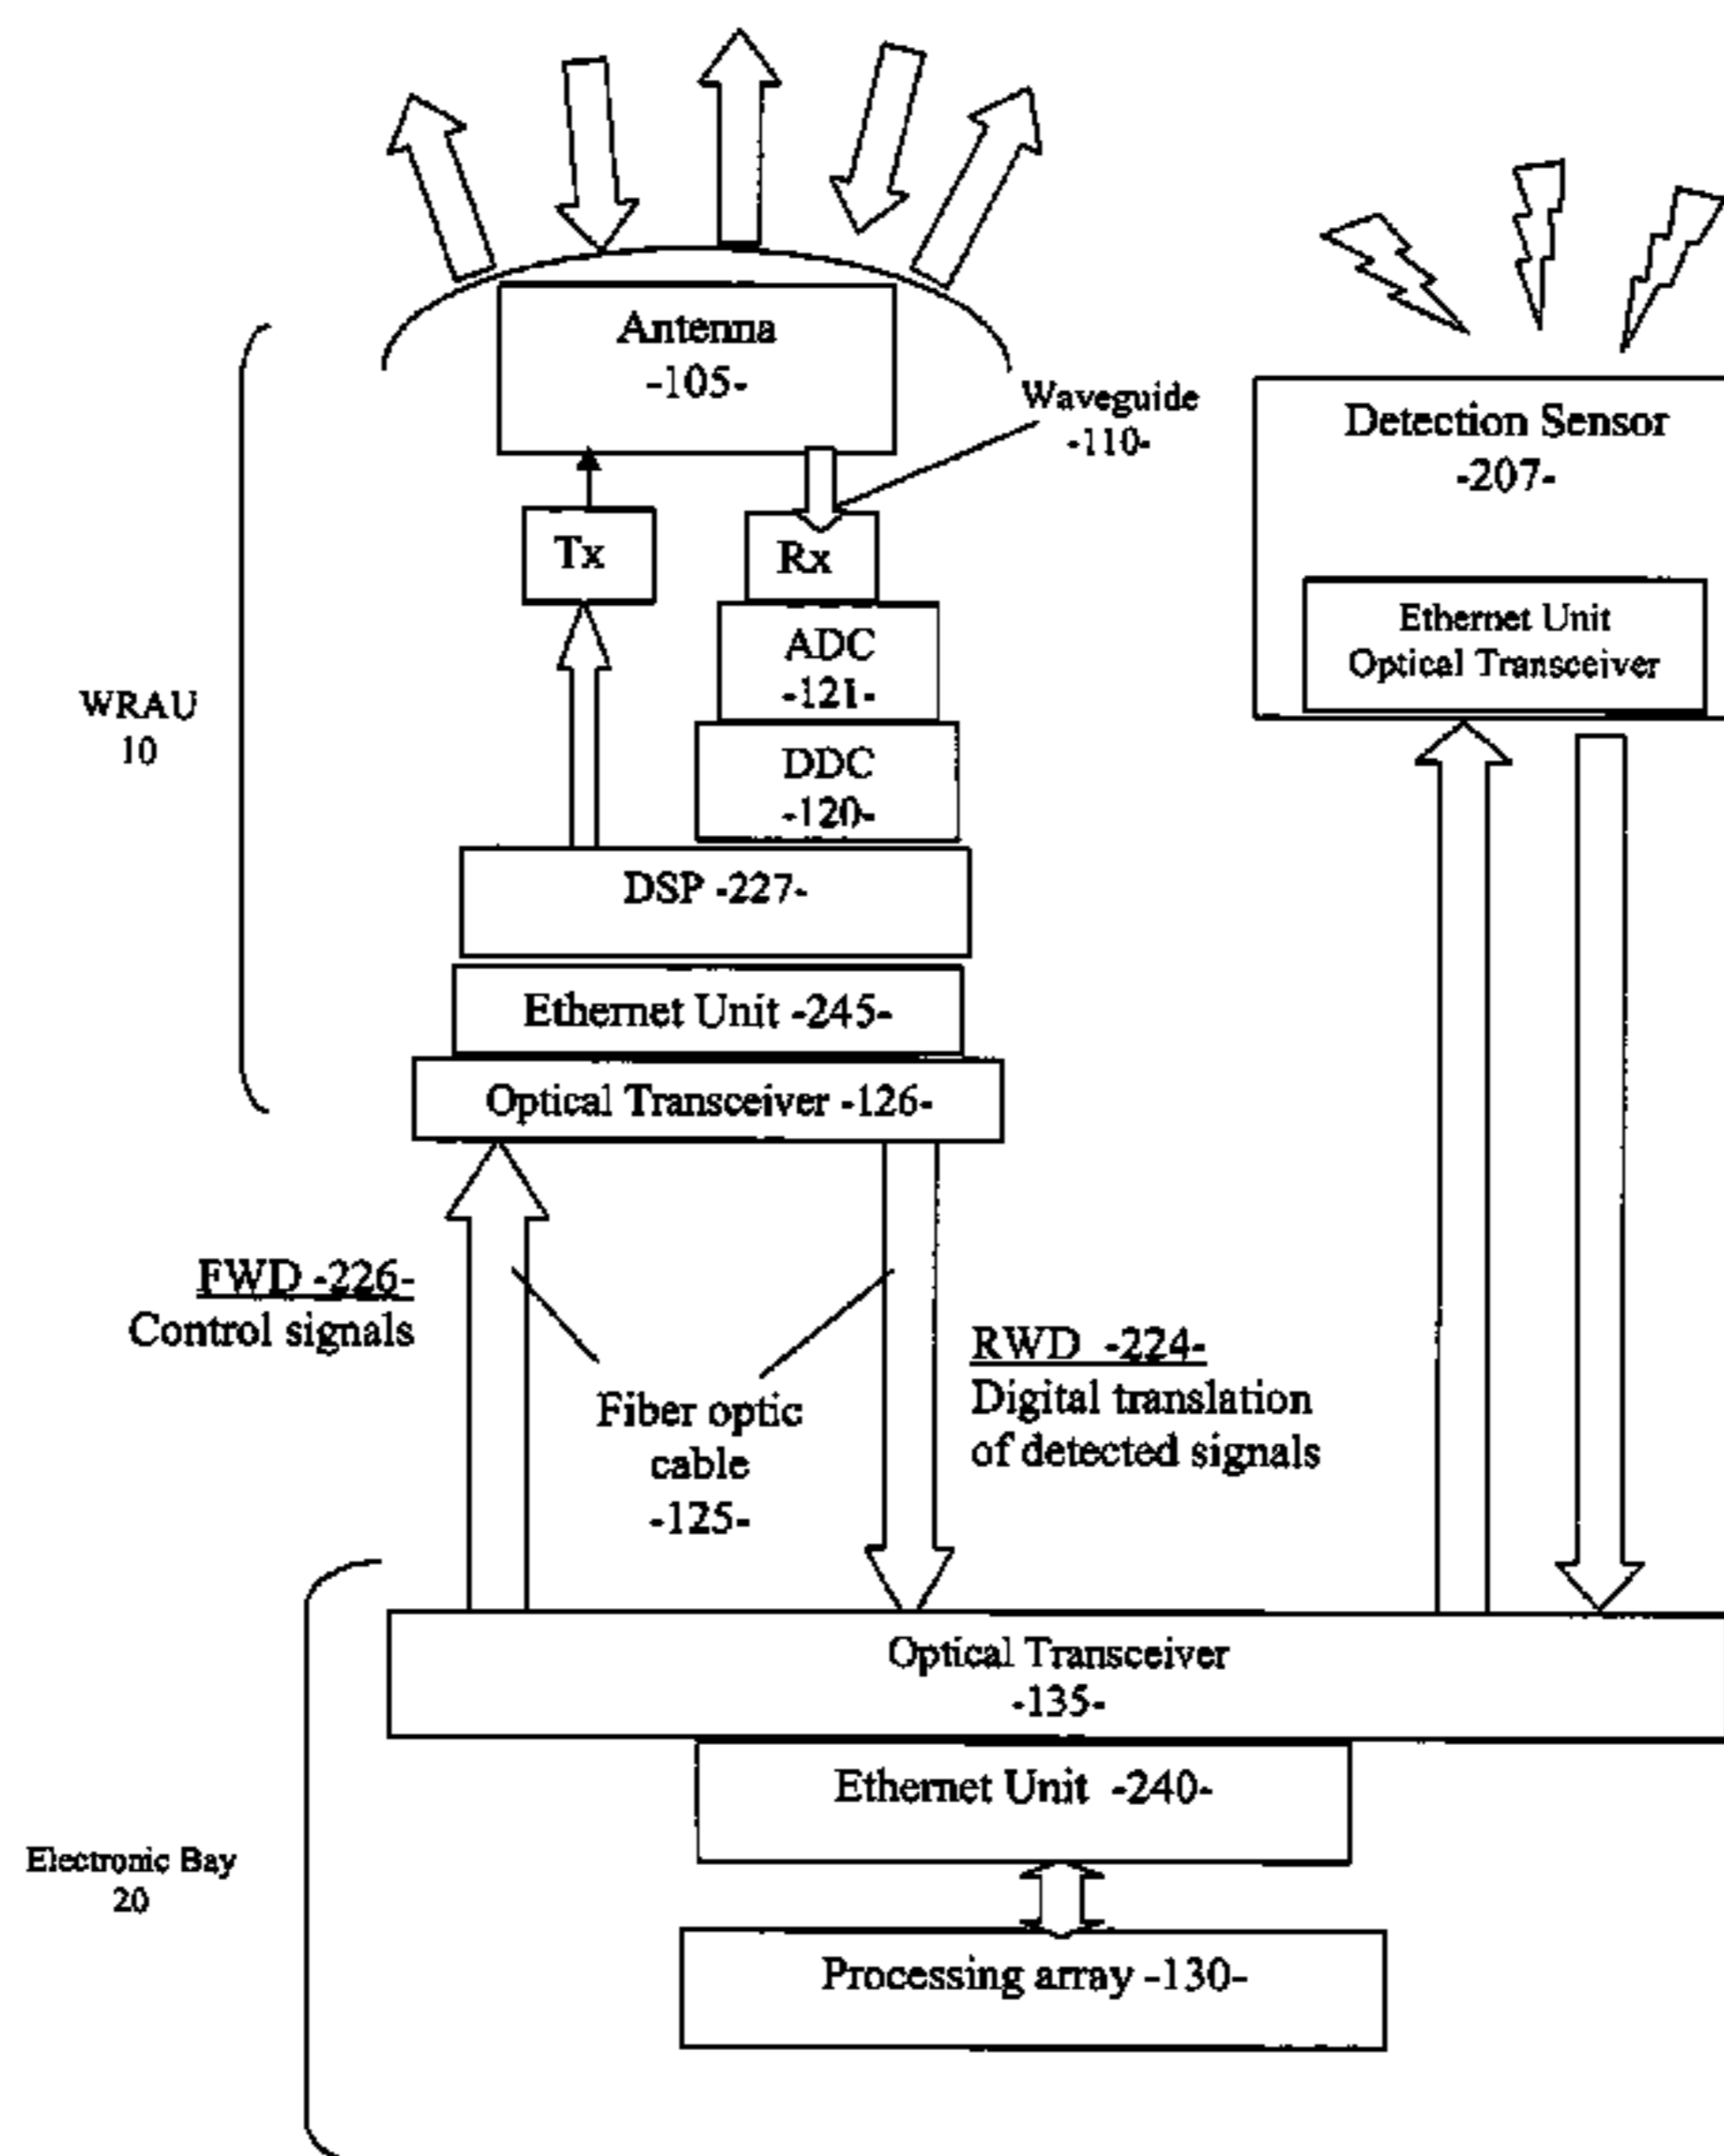 Antenna
-105-
Waveguide
-110-
Detection Sensor
-207-
Tx
Rx
Ethernet Unit
Optical Transceiver
ADC
-121-
WRAU
10
DDC
-120-
DSP -227-
Ethernet Unit -245-
Optical Transceiver -126-
FWD -226-
Control signals
RWD -224-
Digital translation
of detected signals
Fiber optic
cable
-125-
Optical Transceiver
-135-
Ethernet Unit -240-
Electronic Bay
20
Processing array -130-